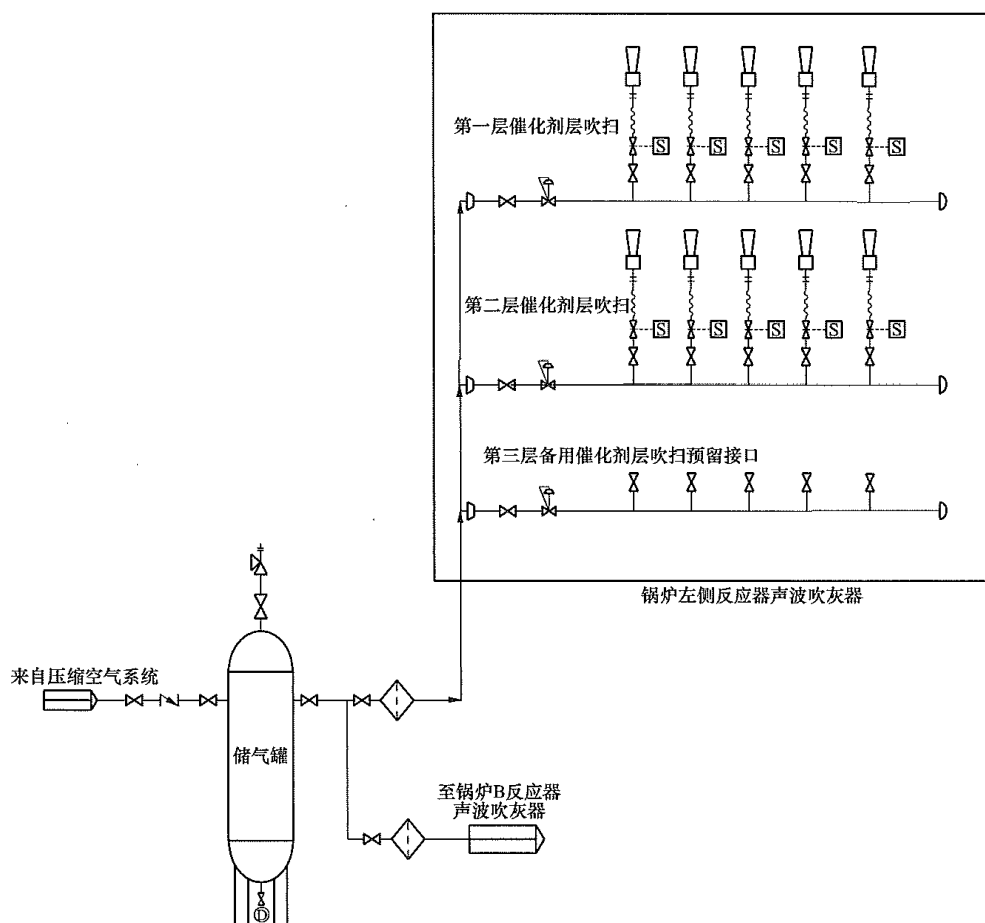 第一层催化剂层吹扫
S S S S S
第二层催化剂层吹扫
S S S S S
第三层备用催化剂层吹扫预留接口
锅炉左侧反应器声波吹灰器
来自压缩空气系统
储气罐
至锅炉B反应器
声波吹灰器
D